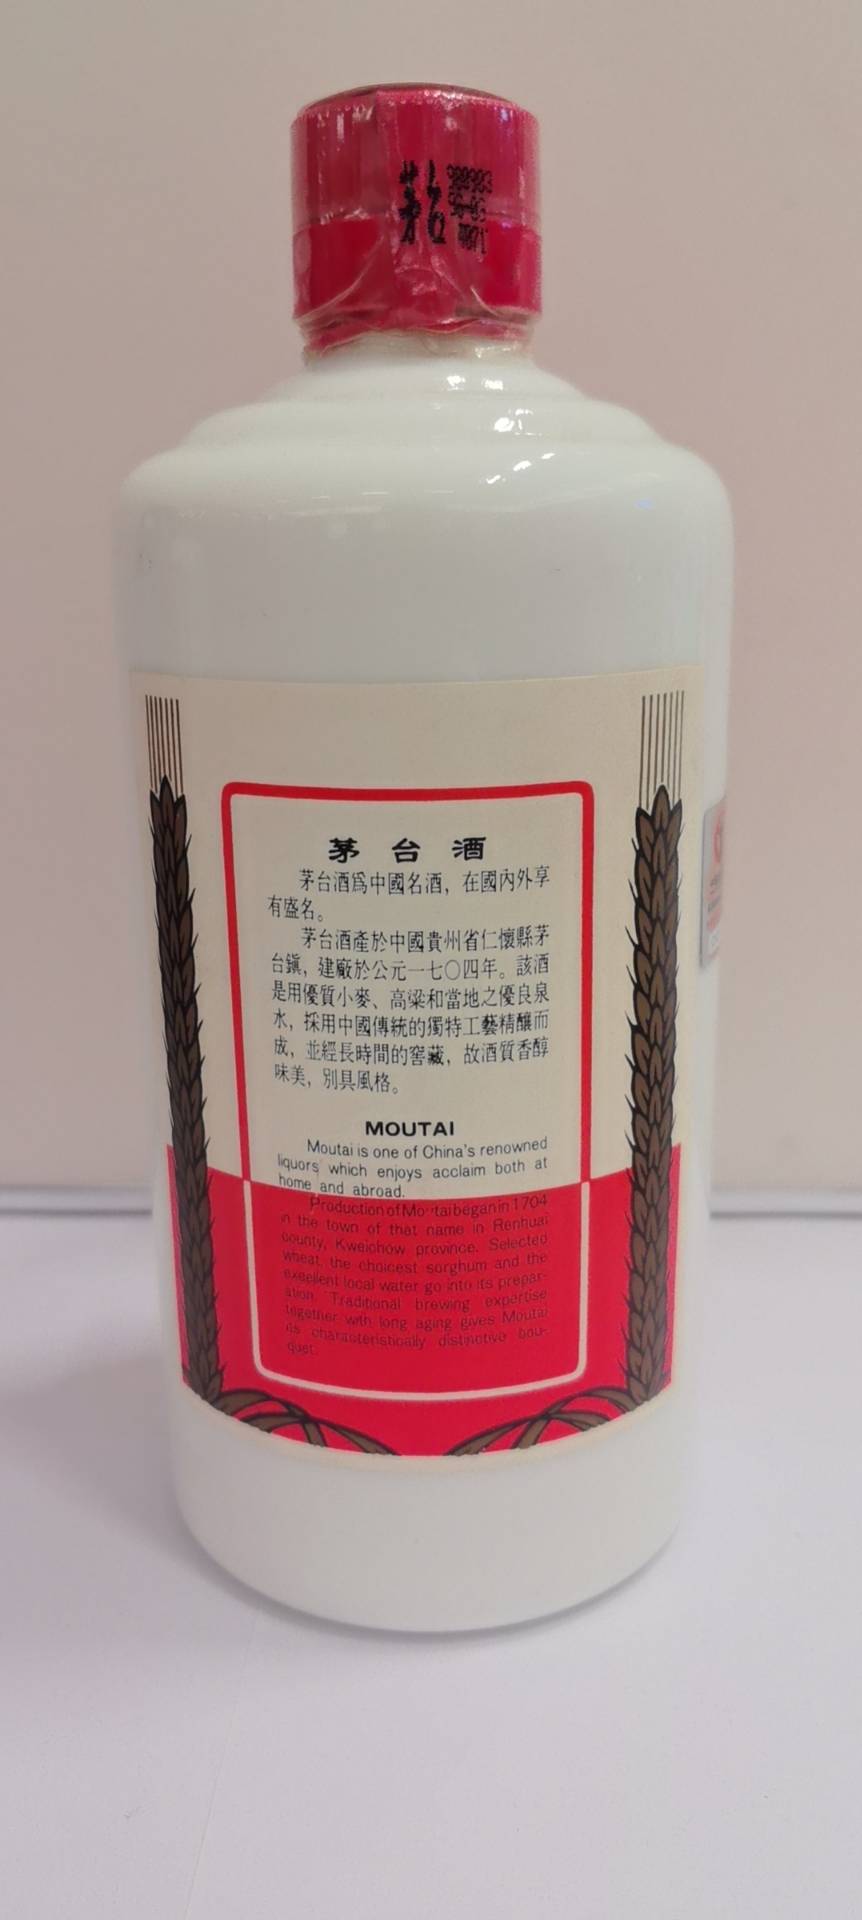 茅台
茅台酒
茅台酒爲中國名酒，在國內外享
有盛名。
茅台酒產於中國貴州省仁懷縣茅
台鎮，建廠於公元一七〇四年。該酒
是用優質小麥、高粱和當地之優良泉
水，採用中國傳統的獨特工藝精釀而
成，並經長時間的窖藏，故酒質香醇
味美，別具風格。
MOUTAI
Moutai is one of China's renowned
liquors which enjoys acclaim both at
home and abroad.
Production of Moutai began in 1704
in the town of that name in Renhuai
county, Kweichow province. Selected
wheat, the choicest sorghum and the
excellent local water go into its prepar-
ation. Traditional brewing expertise
together with long aging gives Moutai
its characteristically distinctive bou-
quet.